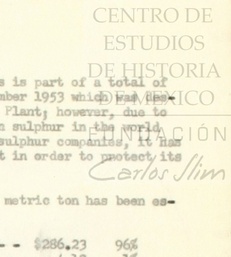 CENTRO DE
ESTUDIOS
DE HISTORIA
DE MÉXICO
FUNDACIÓN
Carlos Slim
s is part of a total of
mber 1953 which was des-
Plant; however, due to
n sulphur in the world
sulphur companies, it has
t in order to protect its
metric ton has been es-
-- $286.23 96%